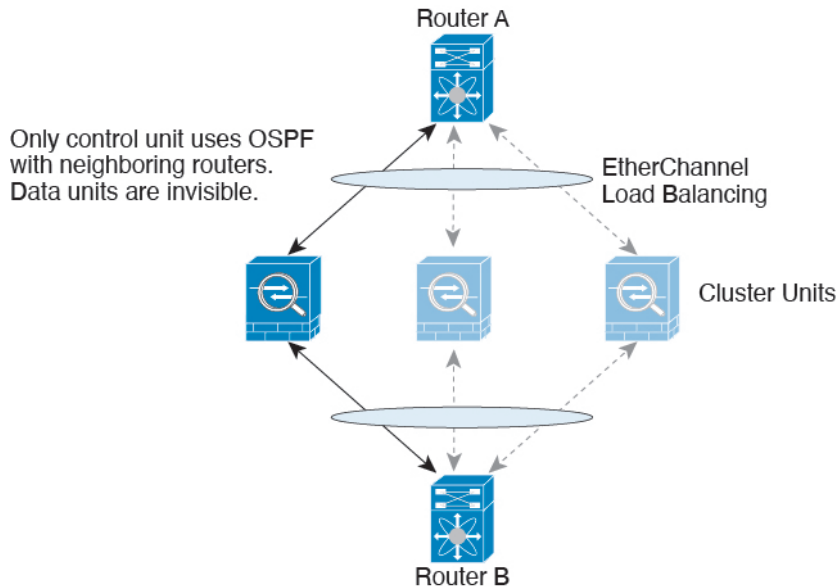 Router A
Only control unit uses OSPF
with neighboring routers.
Data units are invisible.
EtherChannel
Load Balancing
Cluster Units
Router B